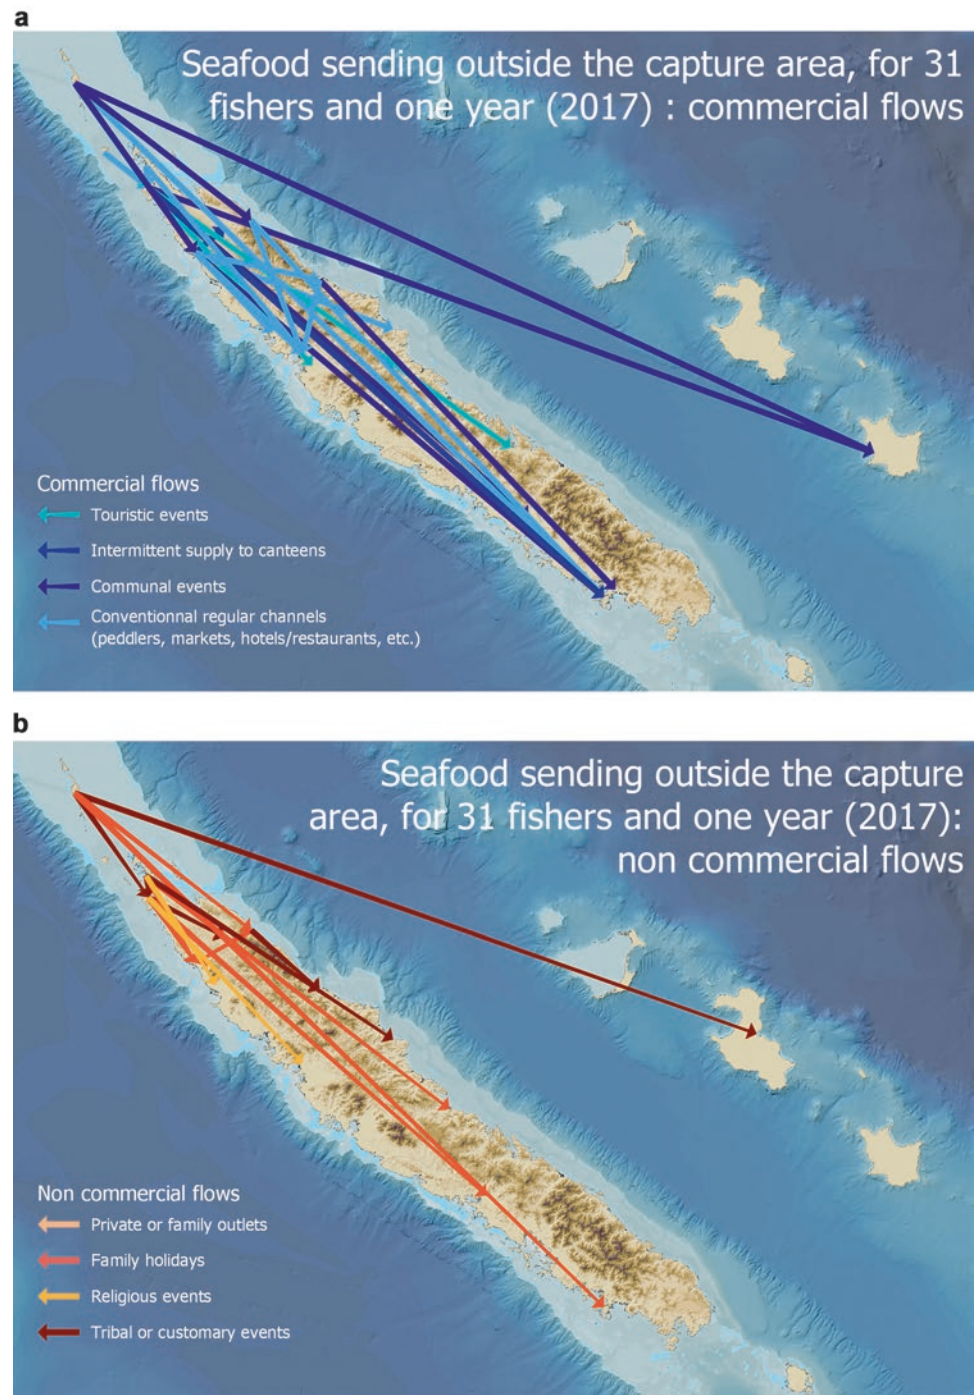 a
Seafood sending outside the capture area, for 31
fishers and one year (2017) : commercial flows
Commercial flows
Touristic events
Intermittent supply to canteens
Communal events
Conventionnal regular channels
(peddlers, markets, hotels/restaurants, etc.)
b
Seafood sending outside the capture
area, for 31 fishers and one year (2017):
non commercial flows
Non commercial flows
Private or family outlets
Family holidays
Religious events
Tribal or customary events